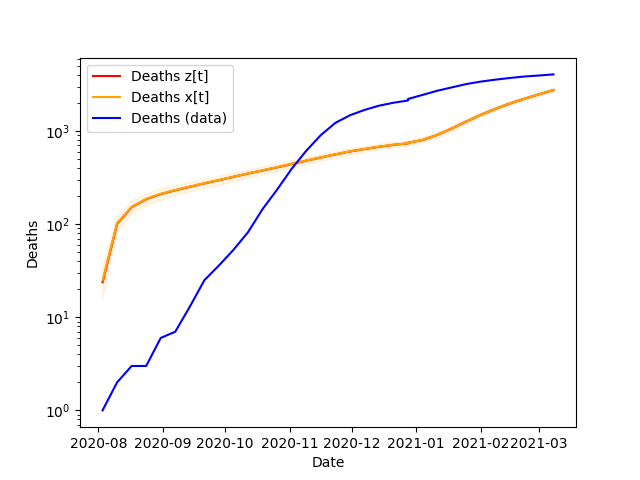 Deaths z[t]
Deaths x[t]
Deaths (data)
Deaths
10³
10²
10¹
10⁰
2020-08 2020-09 2020-10 2020-11 2020-12 2021-01 2021-02 2021-03
Date